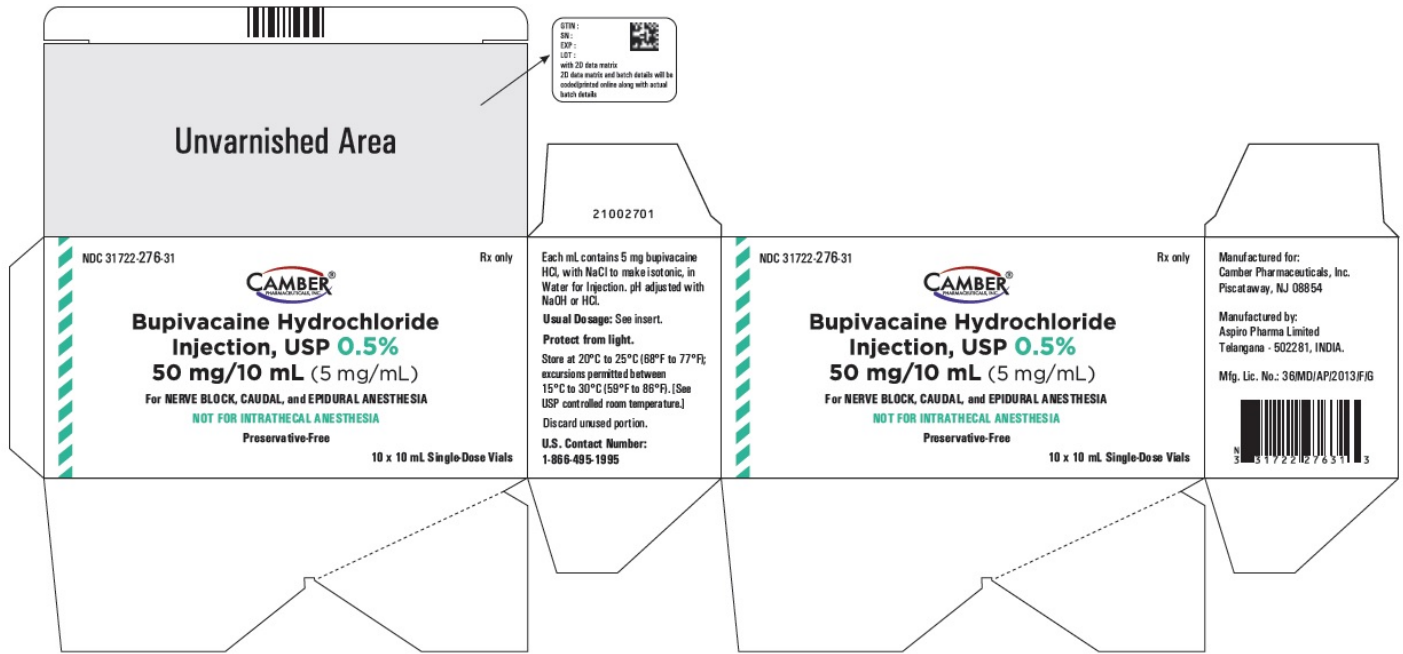 GTIN :
SN :
EXP :
LOT :
with 2D data matrix
2D data matrix and batch details will be
coded/printed online along with actual
batch details
Unvarnished Area
21002701
NDC 31722-276-31
Rx only
CAMBER®
PHARMACEUTICALS, INC.
Bupivacaine Hydrochloride
Injection, USP 0.5%
50 mg/10 mL (5 mg/mL)
For NERVE BLOCK, CAUDAL, and EPIDURAL ANESTHESIA
NOT FOR INTRATHECAL ANESTHESIA
Preservative-Free
10 x 10 mL Single-Dose Vials
Each mL contains 5 mg bupivacaine
HCl, with NaCl to make isotonic, in
Water for Injection. pH adjusted with
NaOH or HCl.
Usual Dosage: See insert.
Protect from light.
Store at 20°C to 25°C (68°F to 77°F);
excursions permitted between
15°C to 30°C (59°F to 86°F). [See
USP controlled room temperature.]
Discard unused portion.
U.S. Contact Number:
1-866-495-1995
NDC 31722-276-31
Rx only
CAMBER®
PHARMACEUTICALS, INC.
Bupivacaine Hydrochloride
Injection, USP 0.5%
50 mg/10 mL (5 mg/mL)
For NERVE BLOCK, CAUDAL, and EPIDURAL ANESTHESIA
NOT FOR INTRATHECAL ANESTHESIA
Preservative-Free
10 x 10 mL Single-Dose Vials
Manufactured for:
Camber Pharmaceuticals, Inc.
Piscataway, NJ 08854
Manufactured by:
Aspiro Pharma Limited
Telangana - 502281, INDIA.
Mfg. Lic. No.: 36/MD/AP/2013/F/G
N
3 31722 27631 3